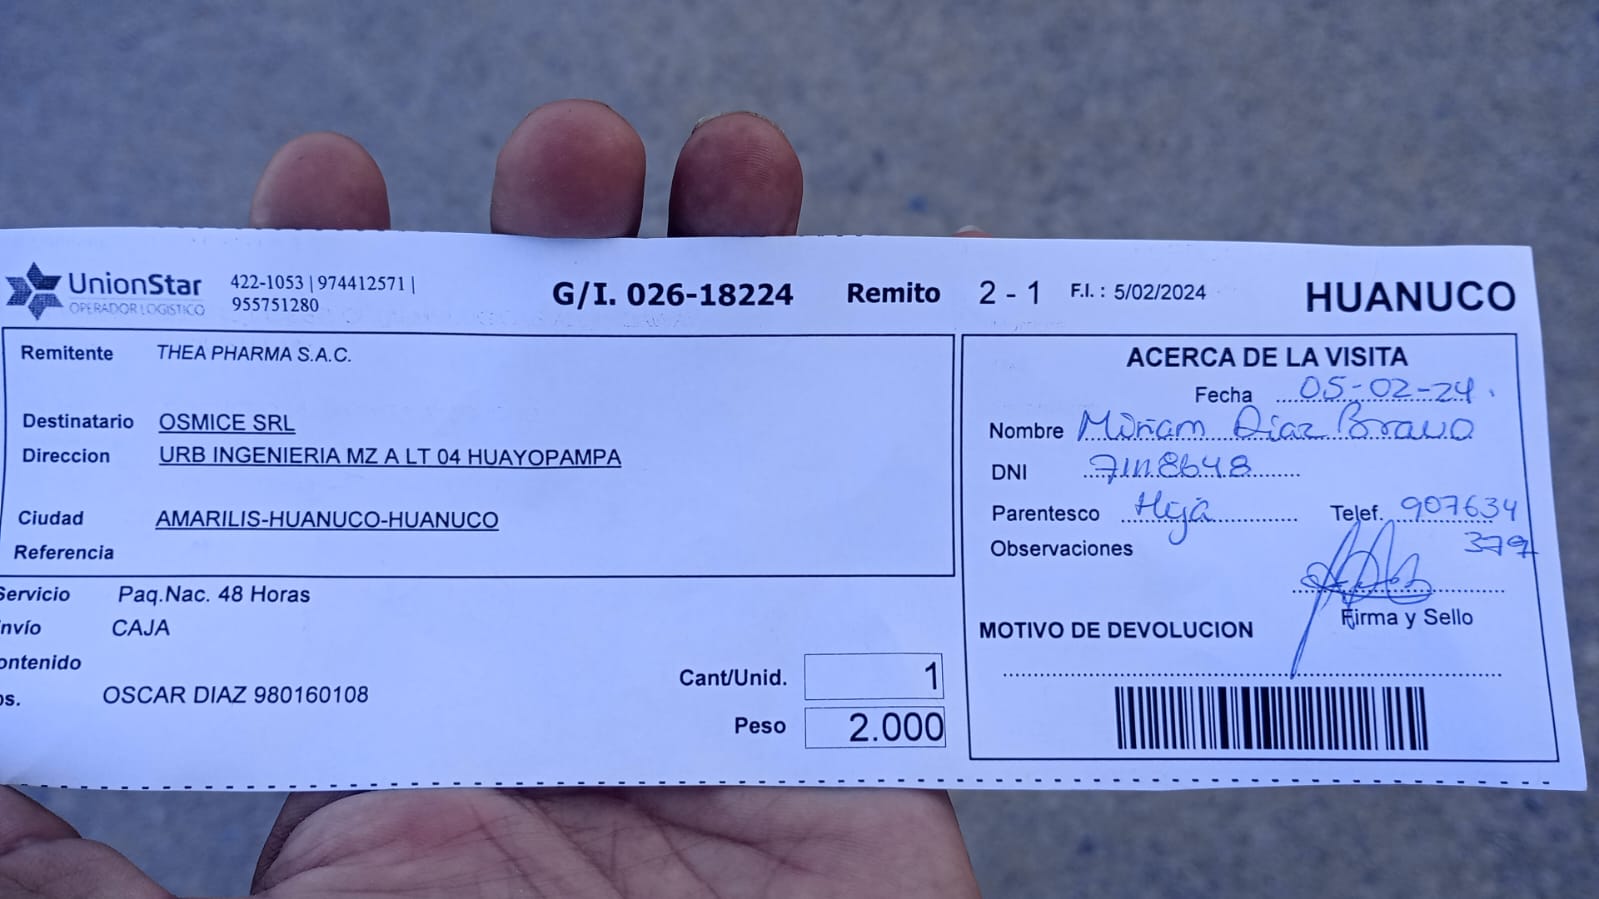 UnionStar
OPERADOR LOGISTICO
422-1053 | 974412571 |
955751280
G/I. 026-18224 Remito 2 - 1 F.I. : 5/02/2024 HUANUCO
Remitente THEA PHARMA S.A.C.
Destinatario OSMICE SRL
Direccion URB INGENIERIA MZ A LT 04 HUAYOPAMPA
Ciudad AMARILIS-HUANUCO-HUANUCO
Referencia
Servicio Paq.Nac. 48 Horas
nvío CAJA
ontenido
os. OSCAR DIAZ 980160108
Cant/Unid. 1
Peso 2.000
ACERCA DE LA VISITA
Fecha 05-02-24.
Nombre Miriam Diaz Bravo
DNI 71118648
Parentesco Hija Telef. 907634
379
Observaciones
Firma y Sello
MOTIVO DE DEVOLUCION